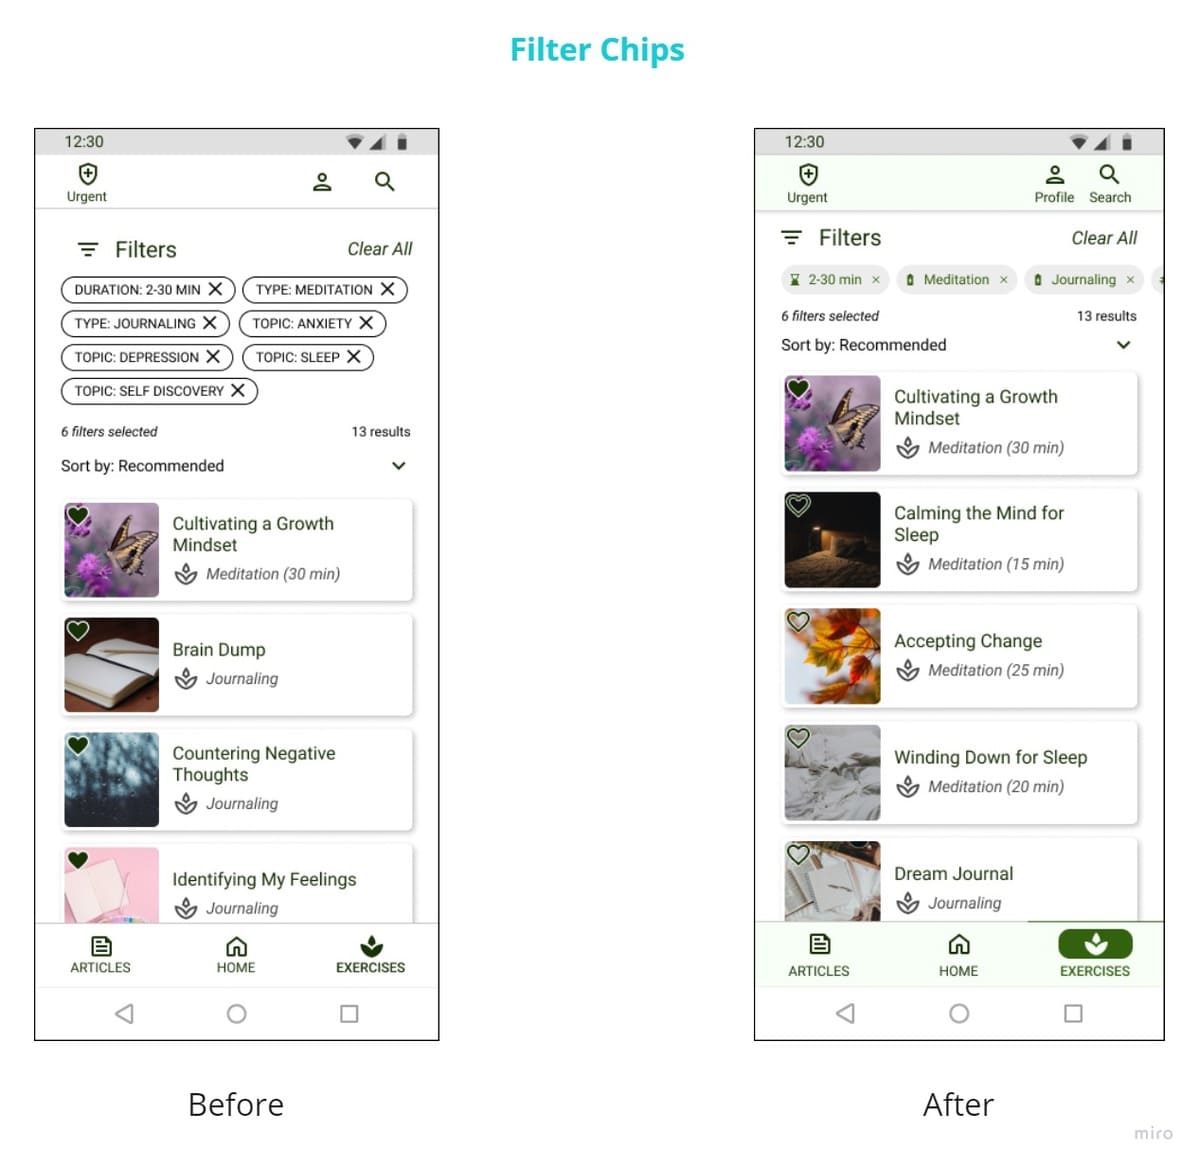 Filter Chips
12:30
Urgent
Filters
Clear All
DURATION: 2-30 MIN
TYPE: MEDITATION
TYPE: JOURNALING
TOPIC: ANXIETY
TOPIC: DEPRESSION
TOPIC: SLEEP
TOPIC: SELF DISCOVERY
6 filters selected
13 results
Sort by: Recommended
Cultivating a Growth
Mindset
Meditation (30 min)
Brain Dump
Journaling
Countering Negative
Thoughts
Journaling
Identifying My Feelings
Journaling
ARTICLES
HOME
EXERCISES
Before
12:30
Urgent
Profile
Search
Filters
Clear All
2-30 min
Meditation
Journaling
6 filters selected
13 results
Sort by: Recommended
Cultivating a Growth
Mindset
Meditation (30 min)
Calming the Mind for
Sleep
Meditation (15 min)
Accepting Change
Meditation (25 min)
Winding Down for Sleep
Meditation (20 min)
Dream Journal
Journaling
ARTICLES
HOME
EXERCISES
After
miro